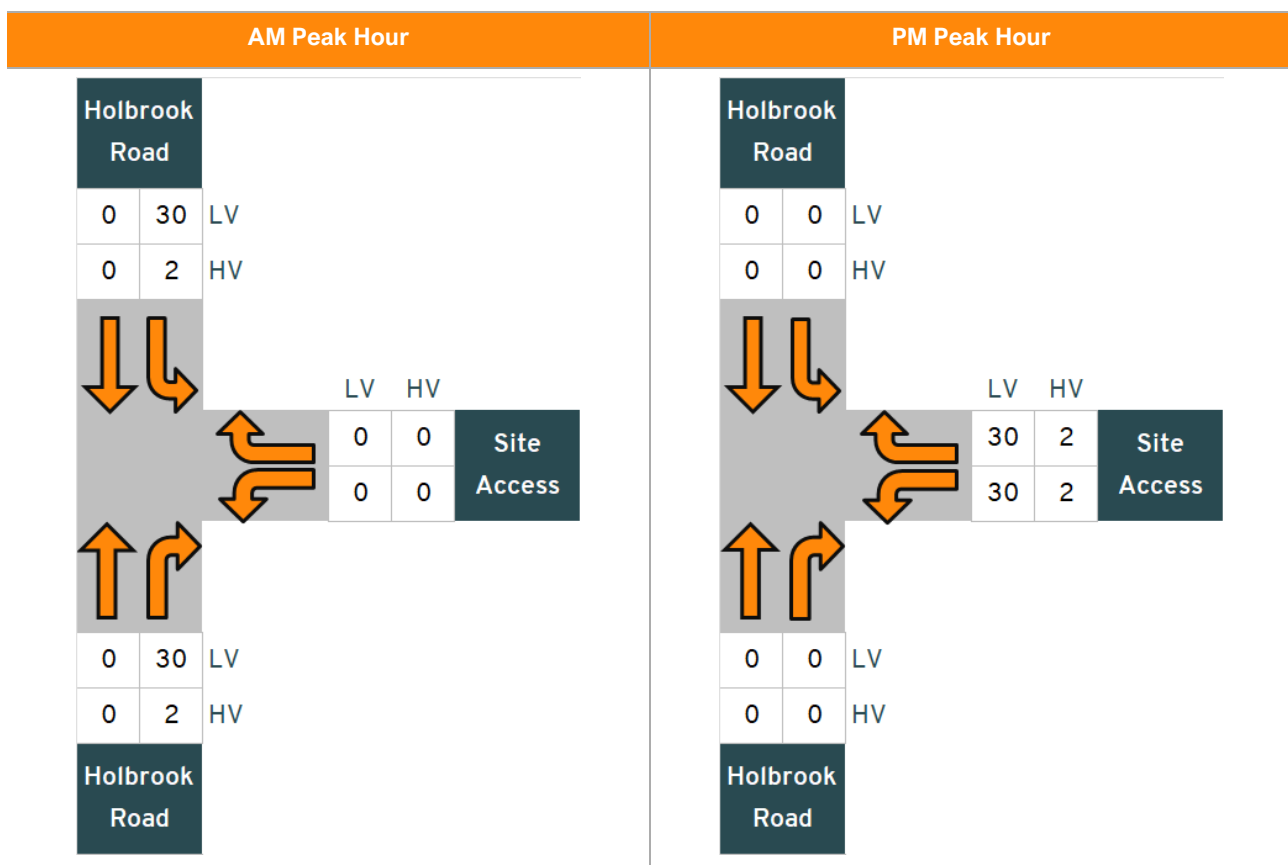 AM Peak Hour
Holbrook
Road
0 30 LV
0 2 HV
LV HV
0 0
0 0
Site
Access
0 30 LV
0 2 HV
Holbrook
Road
PM Peak Hour
Holbrook
Road
0 0 LV
0 0 HV
LV HV
30 2
30 2
Site
Access
0 0 LV
0 0 HV
Holbrook
Road